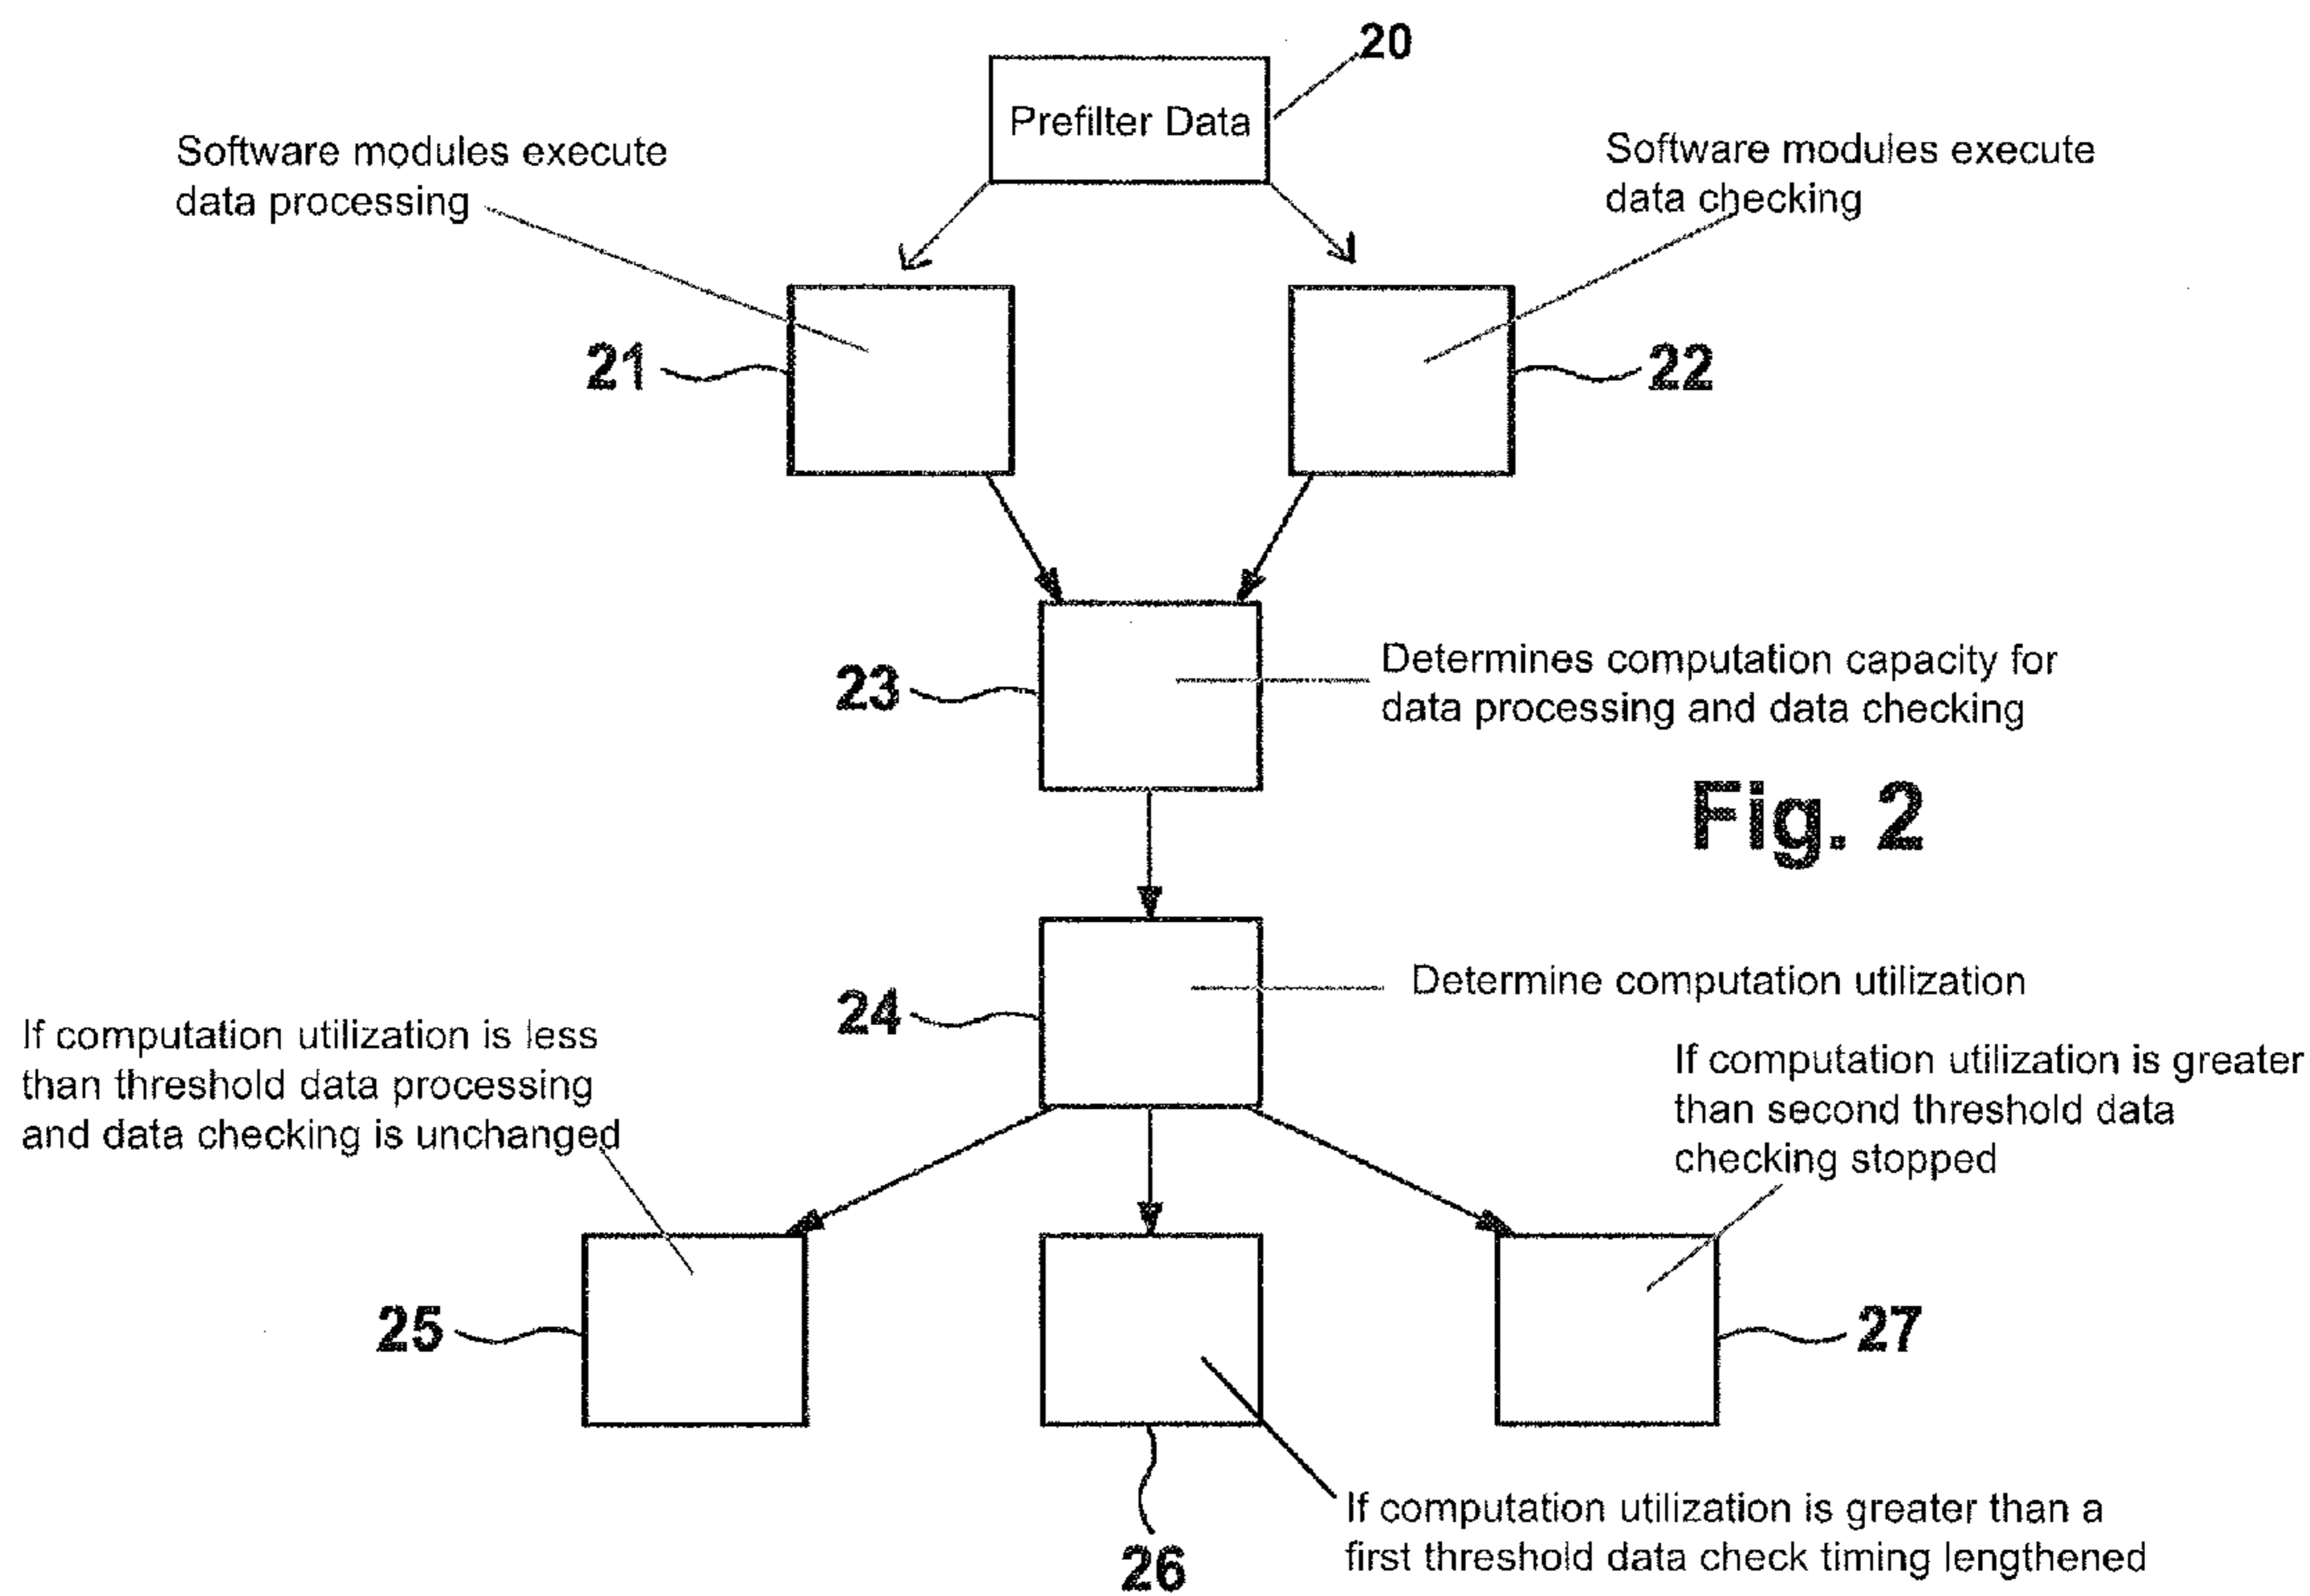 20
Prefilter Data
Software modules execute
data processing
Software modules execute
data checking
21
22
23
Determines computation capacity for
data processing and data checking
Fig. 2
24
Determine computation utilization
If computation utilization is less
than threshold data processing
and data checking is unchanged
If computation utilization is greater
than second threshold data
checking stopped
25
27
26
If computation utilization is greater than a
first threshold data check timing lengthened